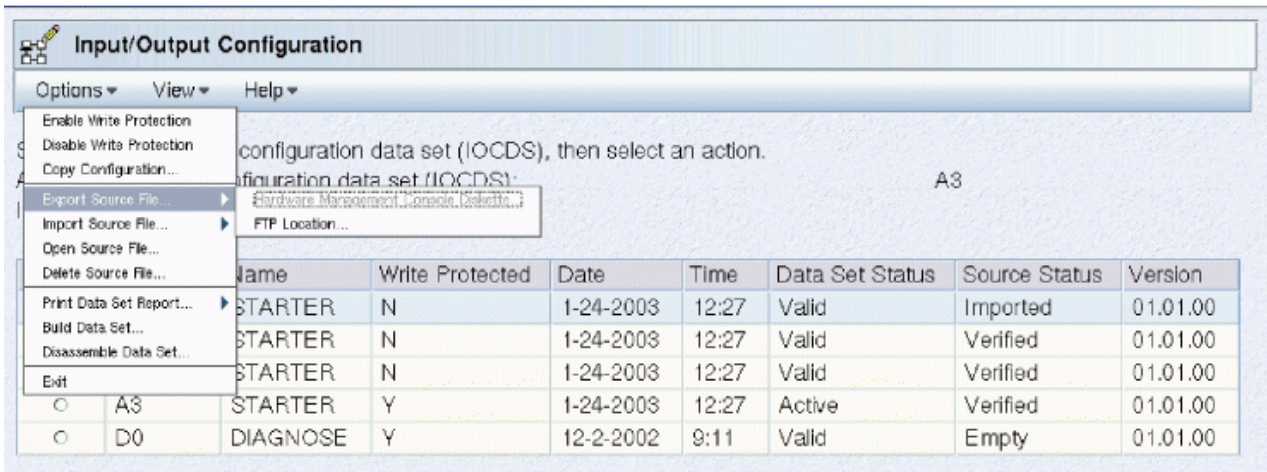 Input/Output Configuration
Options View Help
Enable Write Protection
Disable Write Protection
Copy Configuration...
Export Source File...
Import Source File...
Open Source File...
Delete Source File...
Print Data Set Report...
Build Data Set...
Disassemble Data Set...
Exit
Hardware Management Console Diskette...
FTP Location...
configuration data set (IOCDS), then select an action.
configuration data set (IOCDS): A3
Name Write Protected Date Time Data Set Status Source Status Version
STARTER N 1-24-2003 12:27 Valid Imported 01.01.00
STARTER N 1-24-2003 12:27 Valid Verified 01.01.00
STARTER N 1-24-2003 12:27 Valid Verified 01.01.00
A3 STARTER Y 1-24-2003 12:27 Active Verified 01.01.00
D0 DIAGNOSE Y 12-2-2002 9:11 Valid Empty 01.01.00